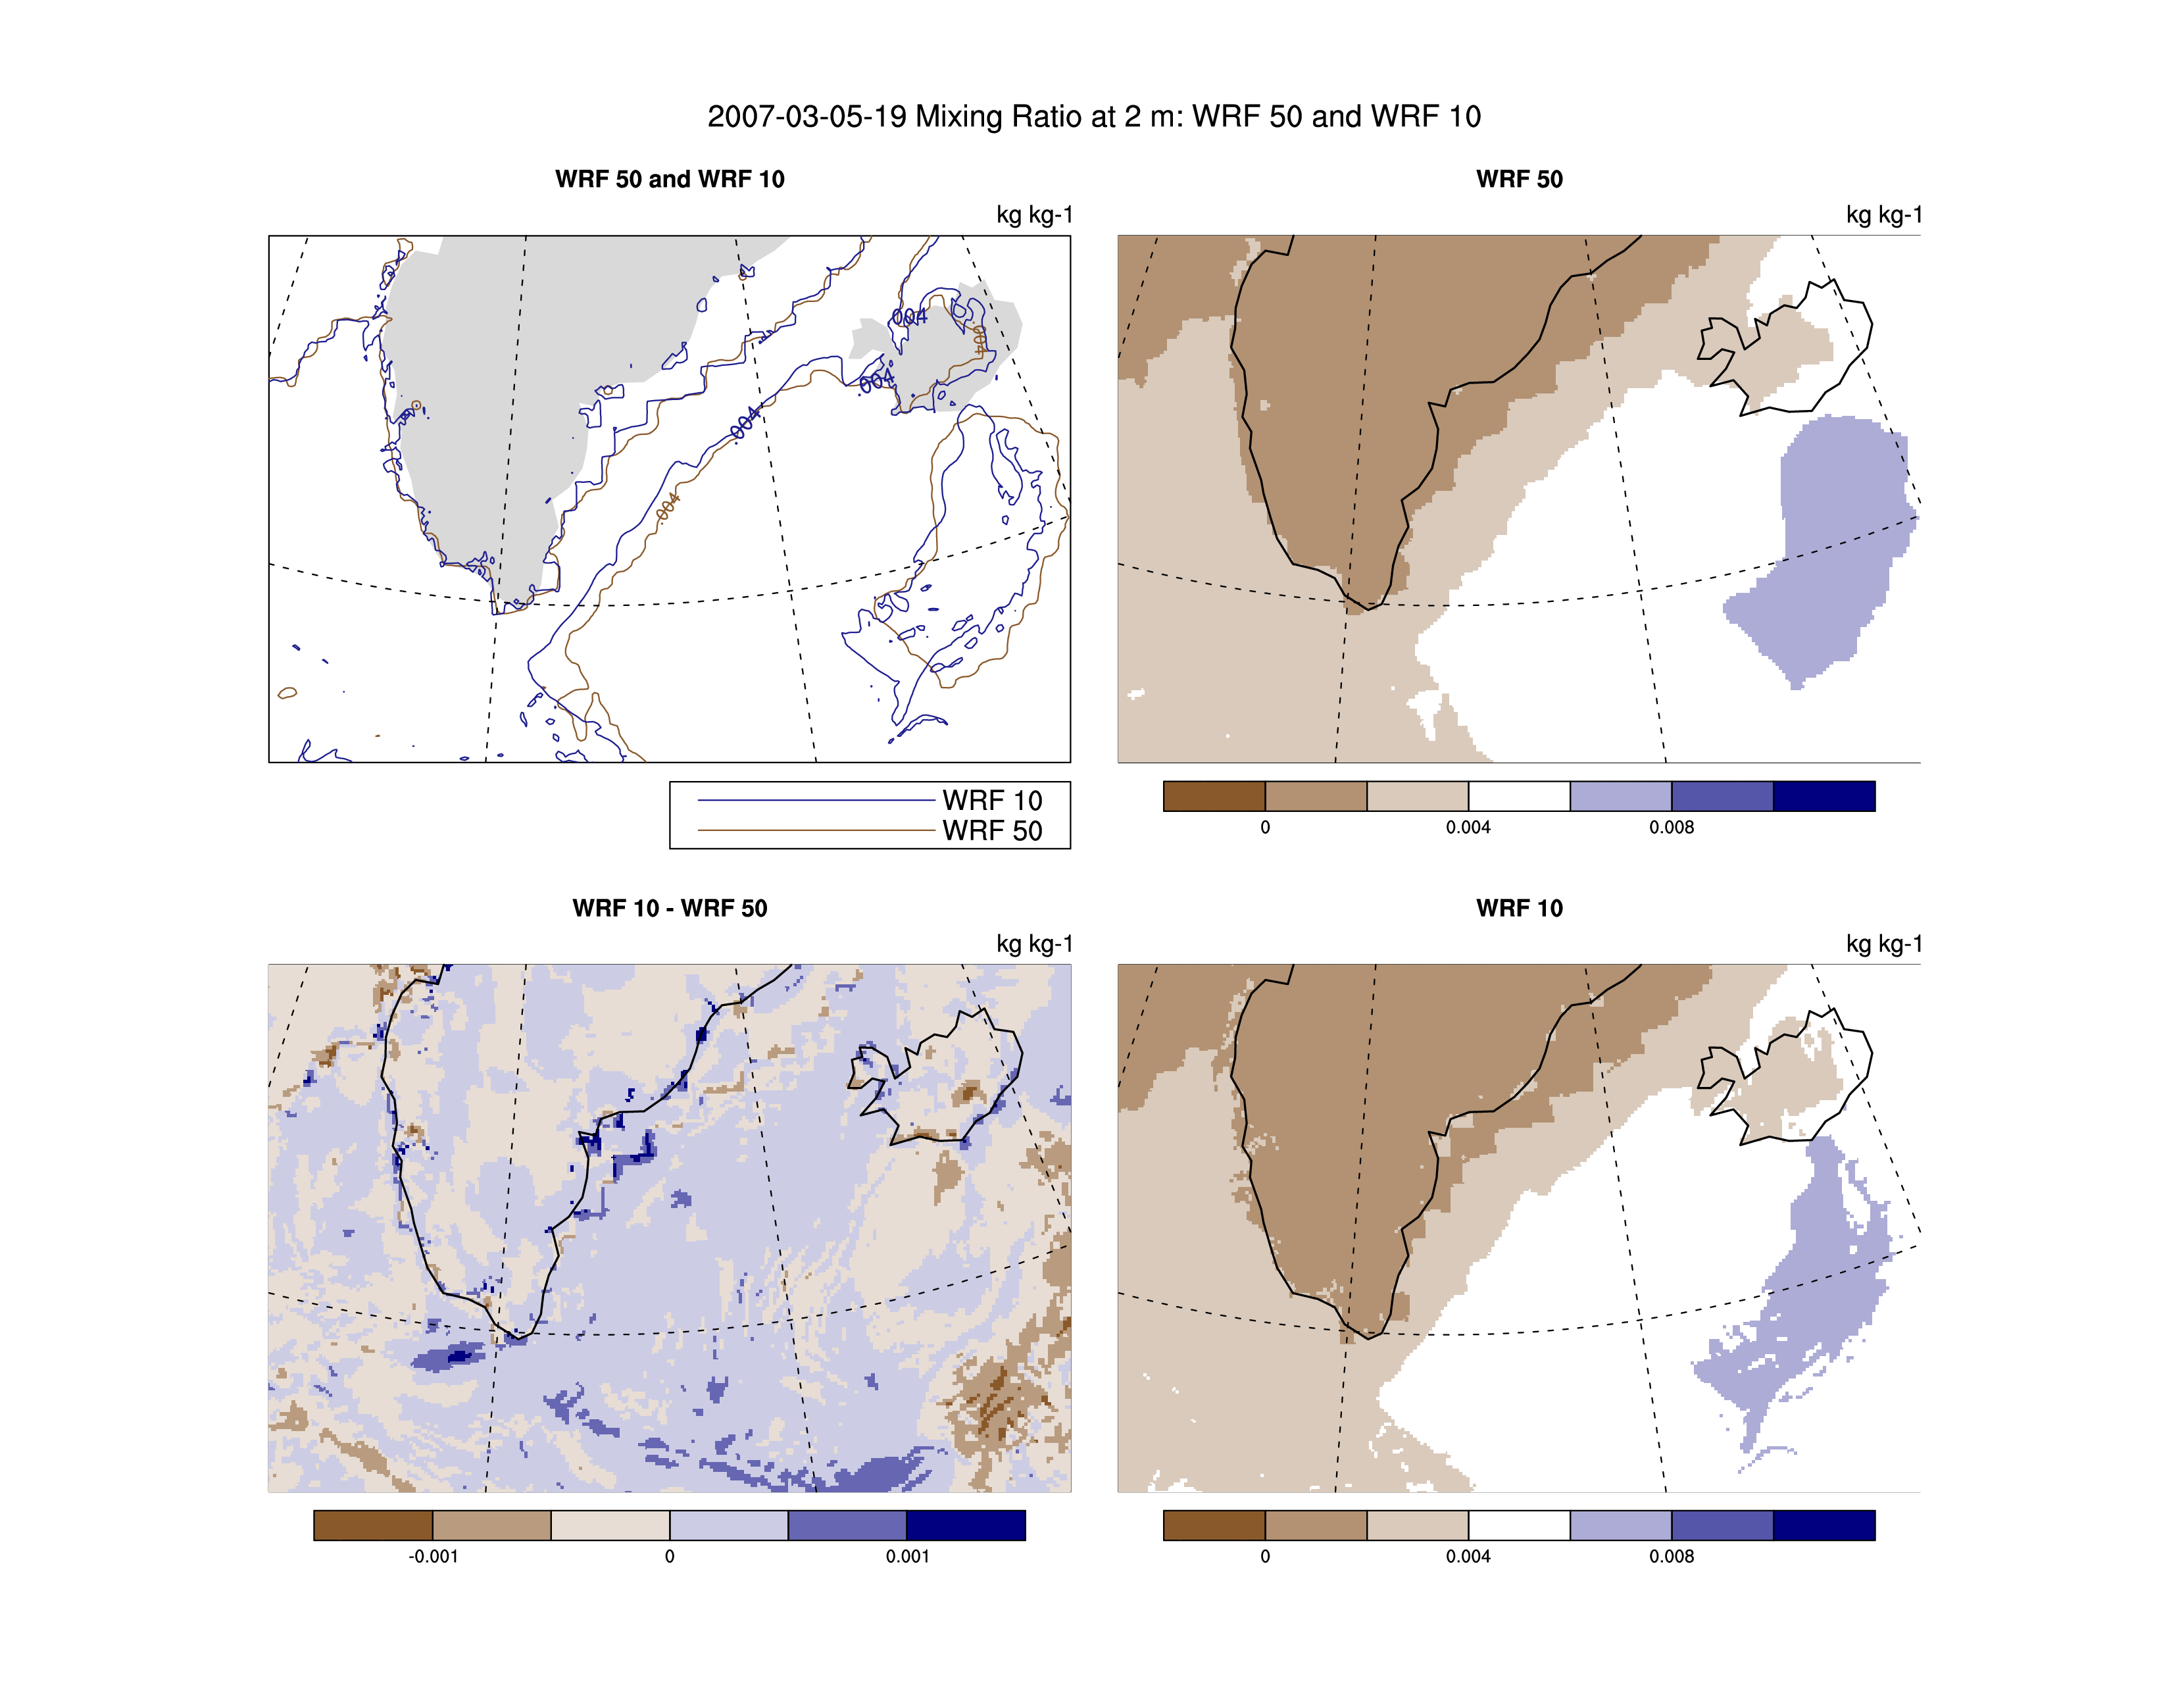 2007-03-05-19 Mixing Ratio at 2 m: WRF 50 and WRF 10
WRF 50 and WRF 10
kg kg-1
.004
.004
.004
.004
.004
WRF 10
WRF 50
WRF 50
kg kg-1
0 0.004 0.008
WRF 10 - WRF 50
kg kg-1
-0.001 0 0.001
WRF 10
kg kg-1
0 0.004 0.008